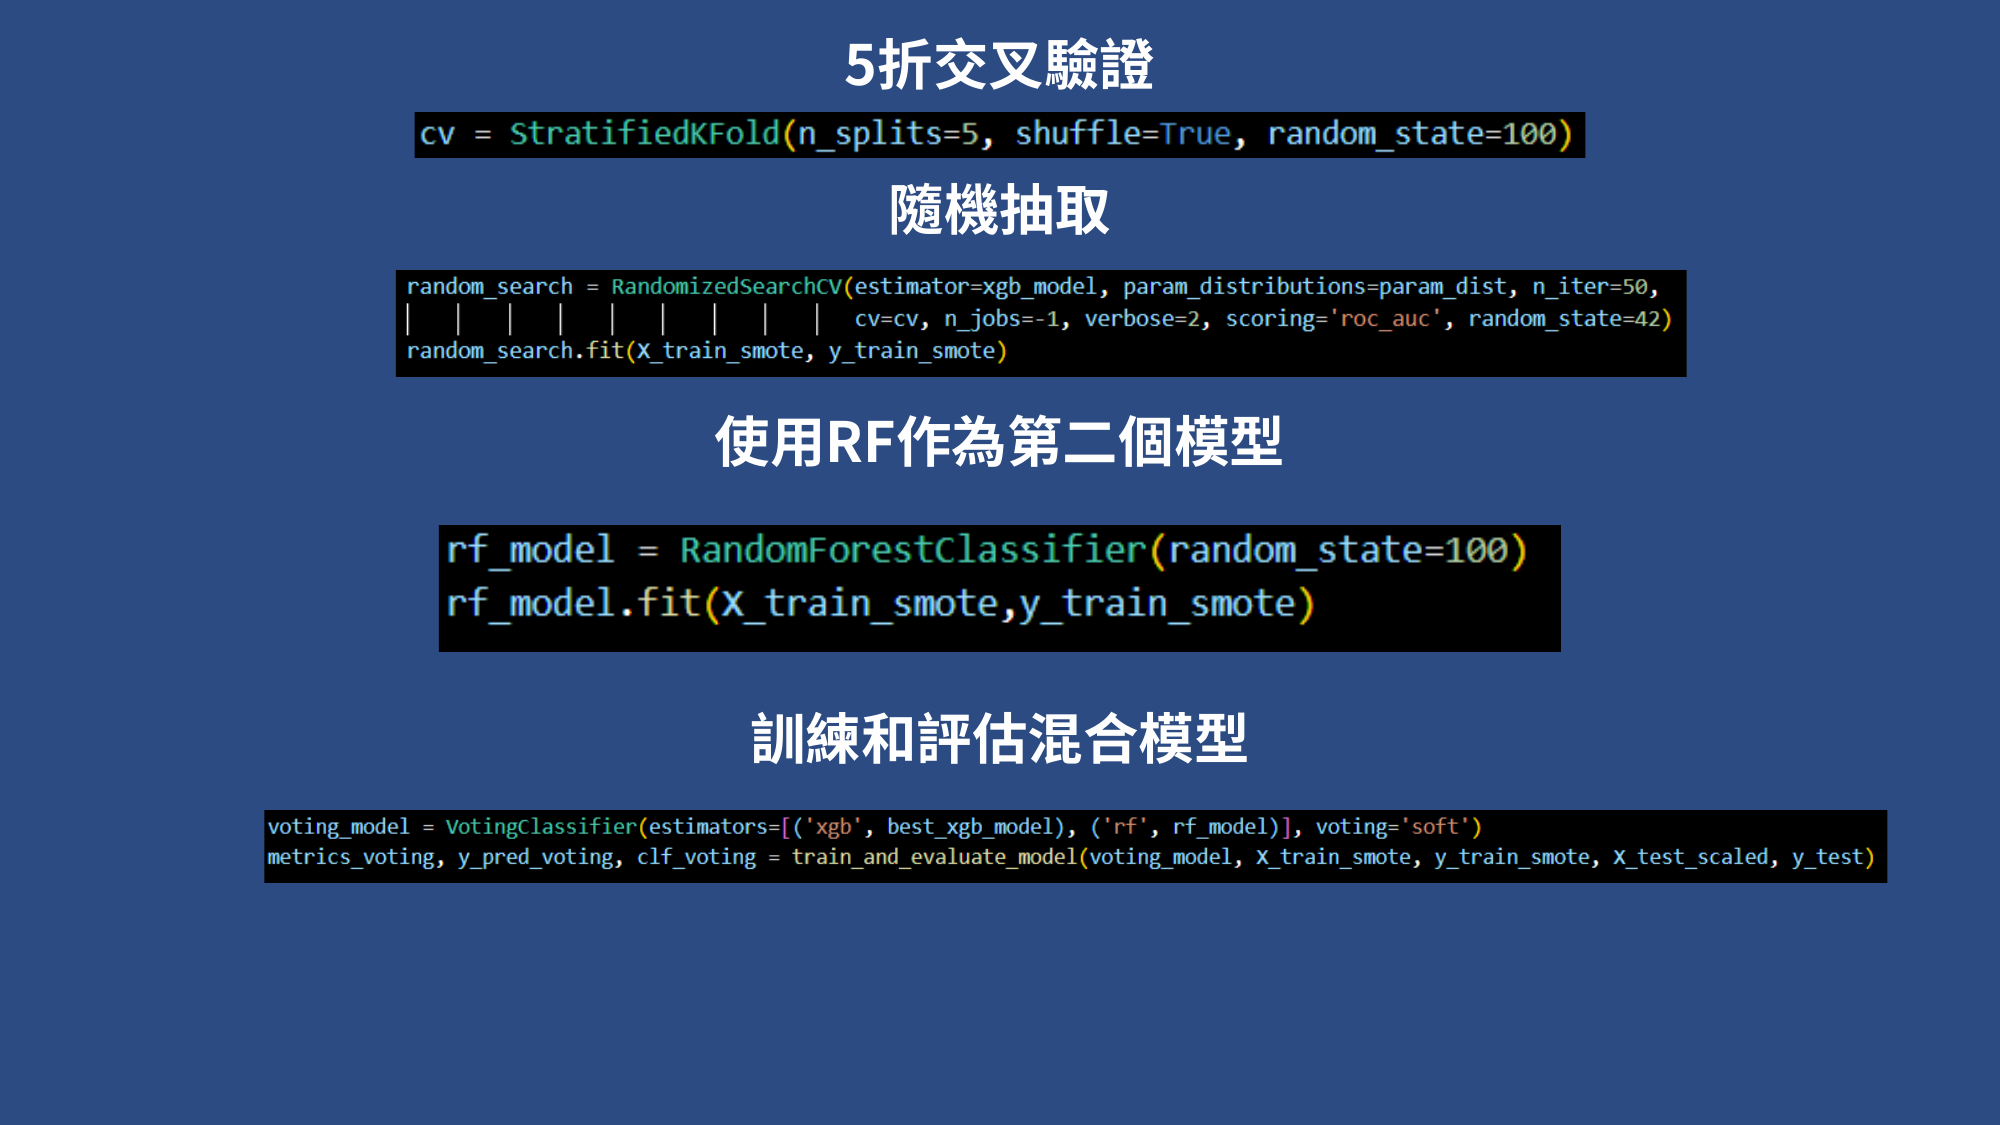 5折交叉驗證
cv = StratifiedKFold(n_splits=5, shuffle=True, random_state=100)
隨機抽取
random_search = RandomizedSearchCV(estimator=xgb_model, param_distributions=param_dist, n_iter=50,
cv=cv, n_jobs=-1, verbose=2, scoring='roc_auc', random_state=42)
random_search.fit(X_train_smote, y_train_smote)
使用RF作為第二個模型
rf_model = RandomForestClassifier(random_state=100)
rf_model.fit(X_train_smote,y_train_smote)
訓練和評估混合模型
voting_model = VotingClassifier(estimators=[('xgb', best_xgb_model), ('rf', rf_model)], voting='soft')
metrics_voting, y_pred_voting, clf_voting = train_and_evaluate_model(voting_model, X_train_smote, y_train_smote, X_test_scaled, y_test)